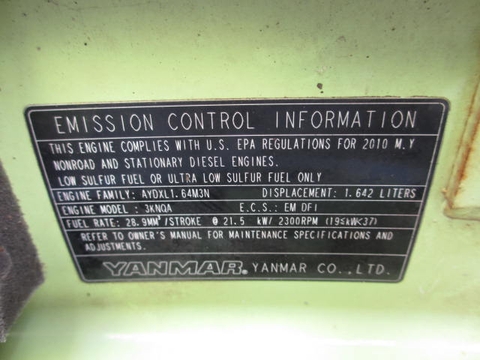 EMISSION CONTROL INFORMATION
THIS ENGINE COMPLIES WITH U.S. EPA REGULATIONS FOR 2010 M.Y
NONROAD AND STATIONARY DIESEL ENGINES.
LOW SULFUR FUEL OR ULTRA LOW SULFUR FUEL ONLY
ENGINE FAMILY: AYDXL1.64M3N DISPLACEMENT: 1.642 LITERS
ENGINE MODEL : 3KNQA E.C.S: EM DFI
FUEL RATE: 28.9MM³/STROKE @ 21.5 kW/ 2300RPM (19≤kW<37)
REFER TO OWNER'S MANUAL FOR MAINTENANCE SPECIFICATIONS AND
ADJUSTMENTS.
YANMAR. YANMAR CO.,LTD.